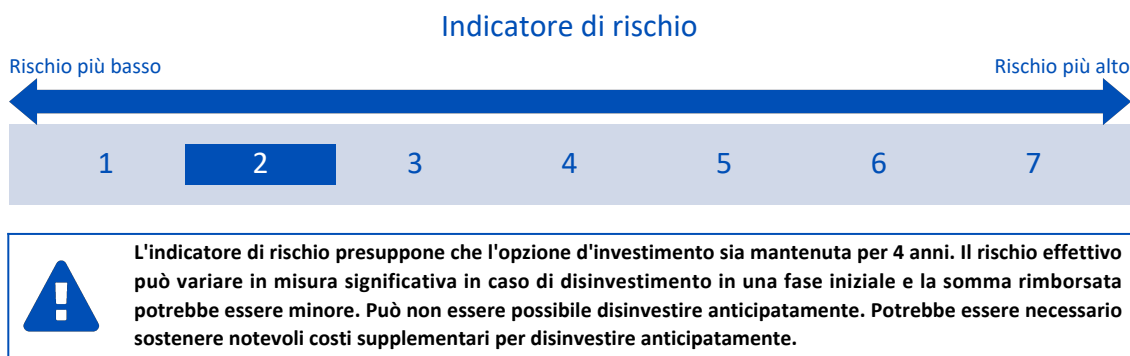 Indicatore di rischio
Rischio più basso
Rischio più alto
1 2 3 4 5 6 7
L'indicatore di rischio presuppone che l'opzione d'investimento sia mantenuta per 4 anni. Il rischio effettivo
può variare in misura significativa in caso di disinvestimento in una fase iniziale e la somma rimborsata
potrebbe essere minore. Può non essere possibile disinvestire anticipatamente. Potrebbe essere necessario
sostenere notevoli costi supplementari per disinvestire anticipatamente.